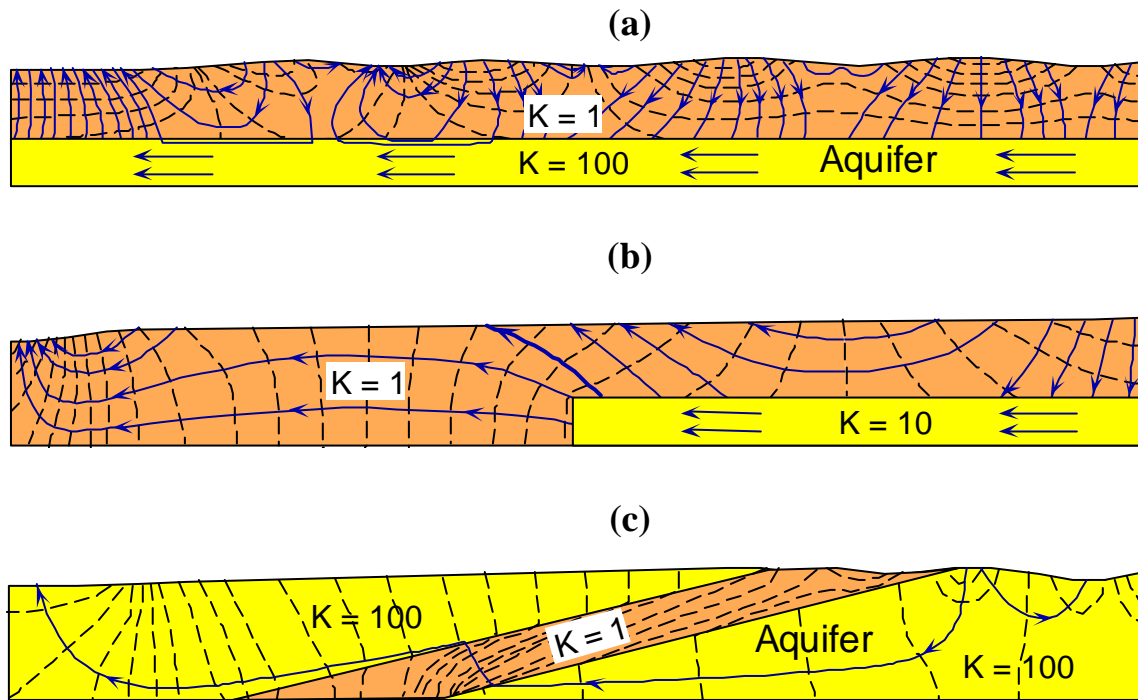 (a)
K = 1
K = 100
Aquifer
(b)
K = 1
K = 10
(c)
K = 100
K = 1
Aquifer
K = 100